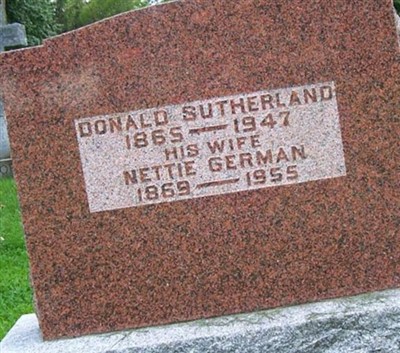 DONALD SUTHERLAND
1865 — 1947
HIS WIFE
NETTIE GERMAN
1869 — 1955